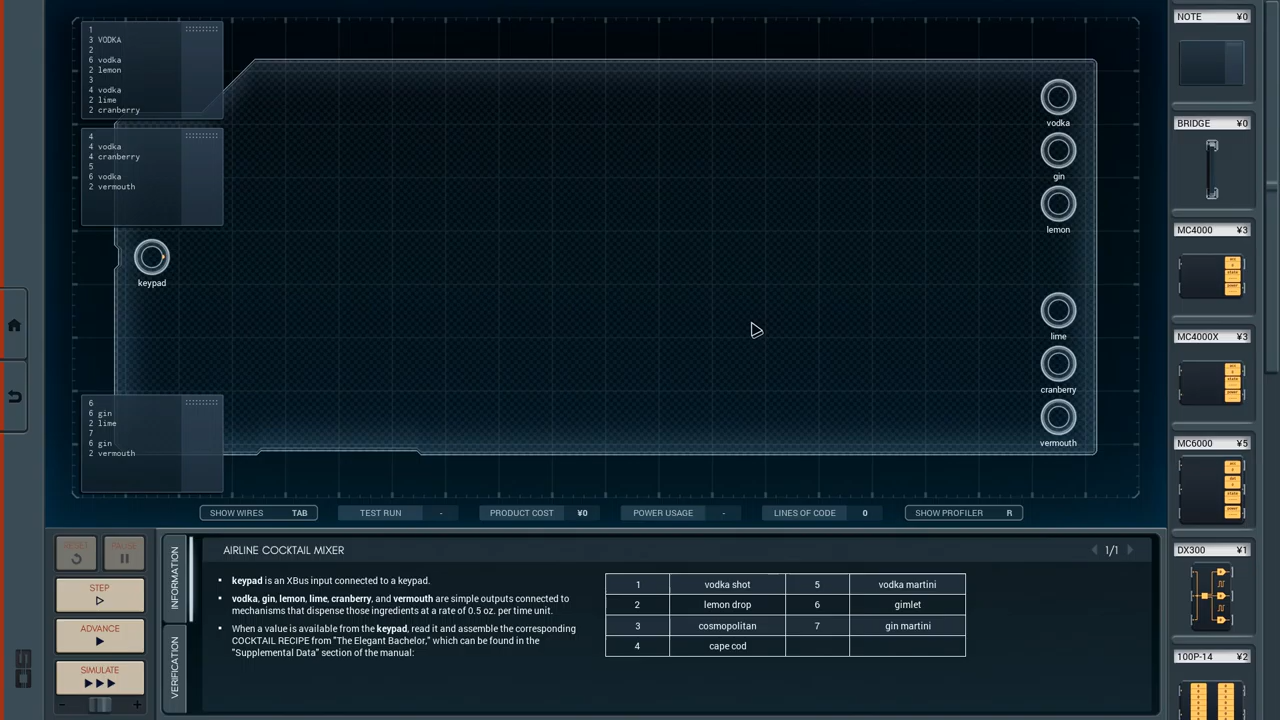 1
3 VODKA
2
6 vodka
2 lemon
3
4 vodka
2 lime
2 cranberry
4
4 vodka
4 cranberry
5
6 vodka
2 vermouth
keypad
6
6 gin
2 lime
7
6 gin
2 vermouth
vodka
gin
lemon
lime
cranberry
vermouth
NOTE ¥0
BRIDGE ¥0
MC4000 ¥3
MC4000X ¥3
MC6000 ¥5
DX300 ¥1
100P-14 ¥2
SHOW WIRES TAB
TEST RUN -
PRODUCT COST ¥0
POWER USAGE -
LINES OF CODE 0
SHOW PROFILER R
RESET
PAUSE
STEP
ADVANCE
SIMULATE
- +
INFORMATION
VERIFICATION
AIRLINE COCKTAIL MIXER
1/1
keypad is an XBus input connected to a keypad.
vodka, gin, lemon, lime, cranberry, and vermouth are simple outputs connected to
mechanisms that dispense those ingredients at a rate of 0.5 oz. per time unit.
When a value is available from the keypad, read it and assemble the corresponding
COCKTAIL RECIPE from "The Elegant Bachelor," which can be found in the
"Supplemental Data" section of the manual:
1 vodka shot 5 vodka martini
2 lemon drop 6 gimlet
3 cosmopolitan 7 gin martini
4 cape cod